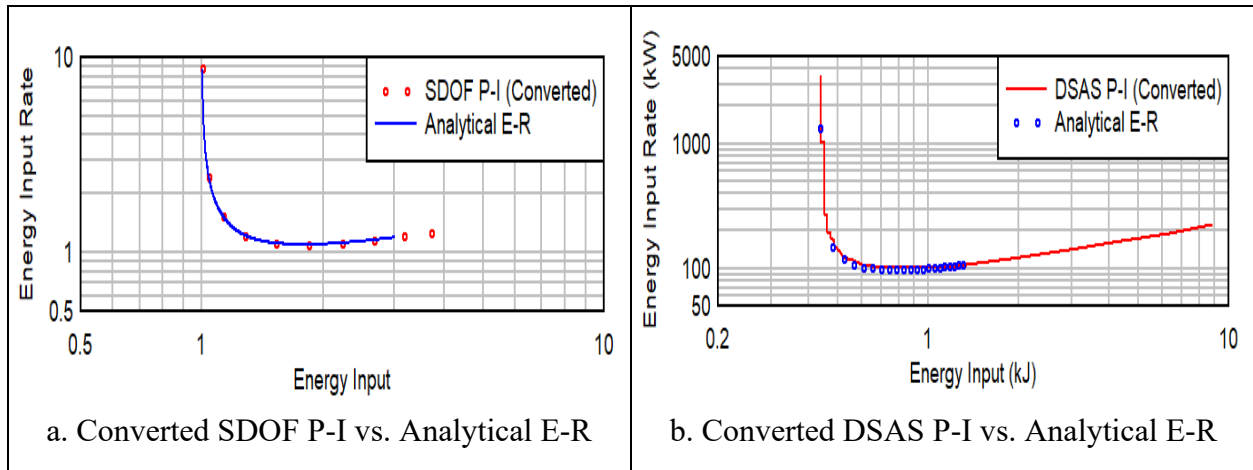 10
1
0.5
Energy Input Rate
SDOF P-I (Converted)
Analytical E-R
0.5
1
10
Energy Input
a. Converted SDOF P-I vs. Analytical E-R
5000
1000
100
50
Energy Input Rate (kW)
DSAS P-I (Converted)
Analytical E-R
0.2
1
10
Energy Input (kJ)
b. Converted DSAS P-I vs. Analytical E-R